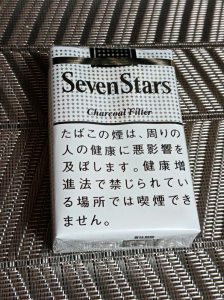 SevenStars
Charcoal Filter
たばこの煙は、周りの
人の健康に悪影響を
及ぼします。健康増
進法で禁じられてい
る場所では喫煙でき
ません。